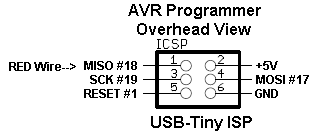 AVR Programmer
Overhead View
ICSP
RED Wire--> MISO #18 1 2 +5V
SCK #19 3 4 MOSI #17
RESET #1 5 6 GND
USB-Tiny ISP